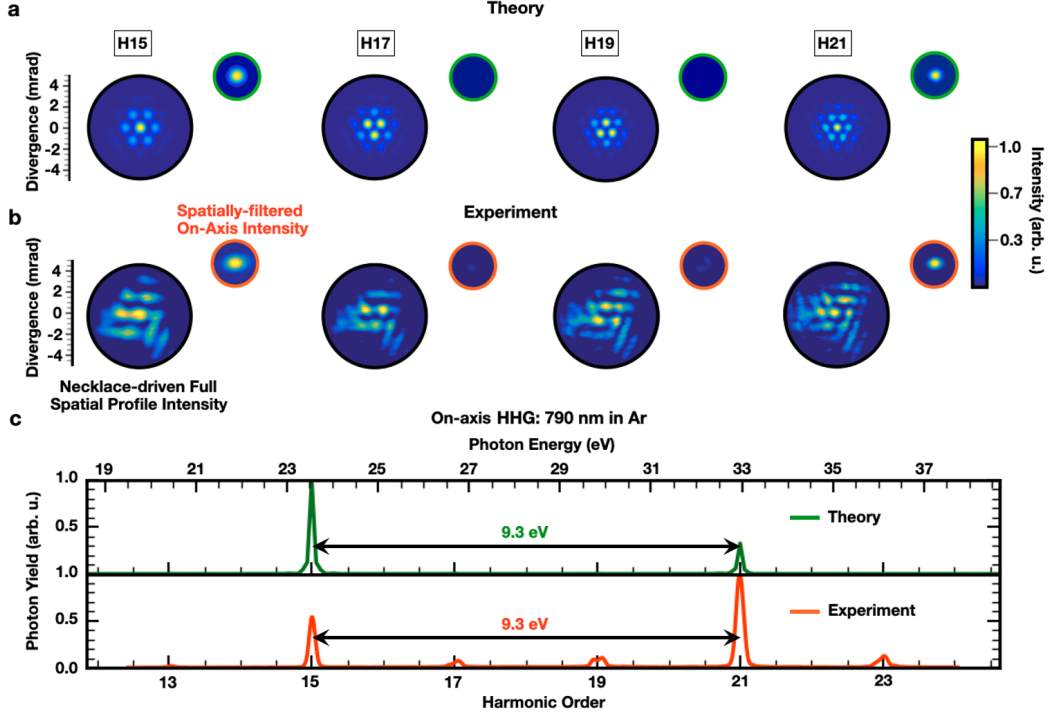 a
Theory
H15
H17
H19
H21
Divergence (mrad)
4
2
0
-2
-4
Intensity (arb. u.)
1.0
0.7
0.3
b
Spatially-filtered
On-Axis Intensity
Experiment
Divergence (mrad)
4
2
0
-2
-4
Necklace-driven Full
Spatial Profile Intensity
c
On-axis HHG: 790 nm in Ar
Photon Energy (eV)
19 21 23 25 27 29 31 33 35 37
Photon Yield (arb. u.)
1.0
0.5
1.0
0.5
0.0
9.3 eV
Theory
9.3 eV
Experiment
13 15 17 19 21 23
Harmonic Order